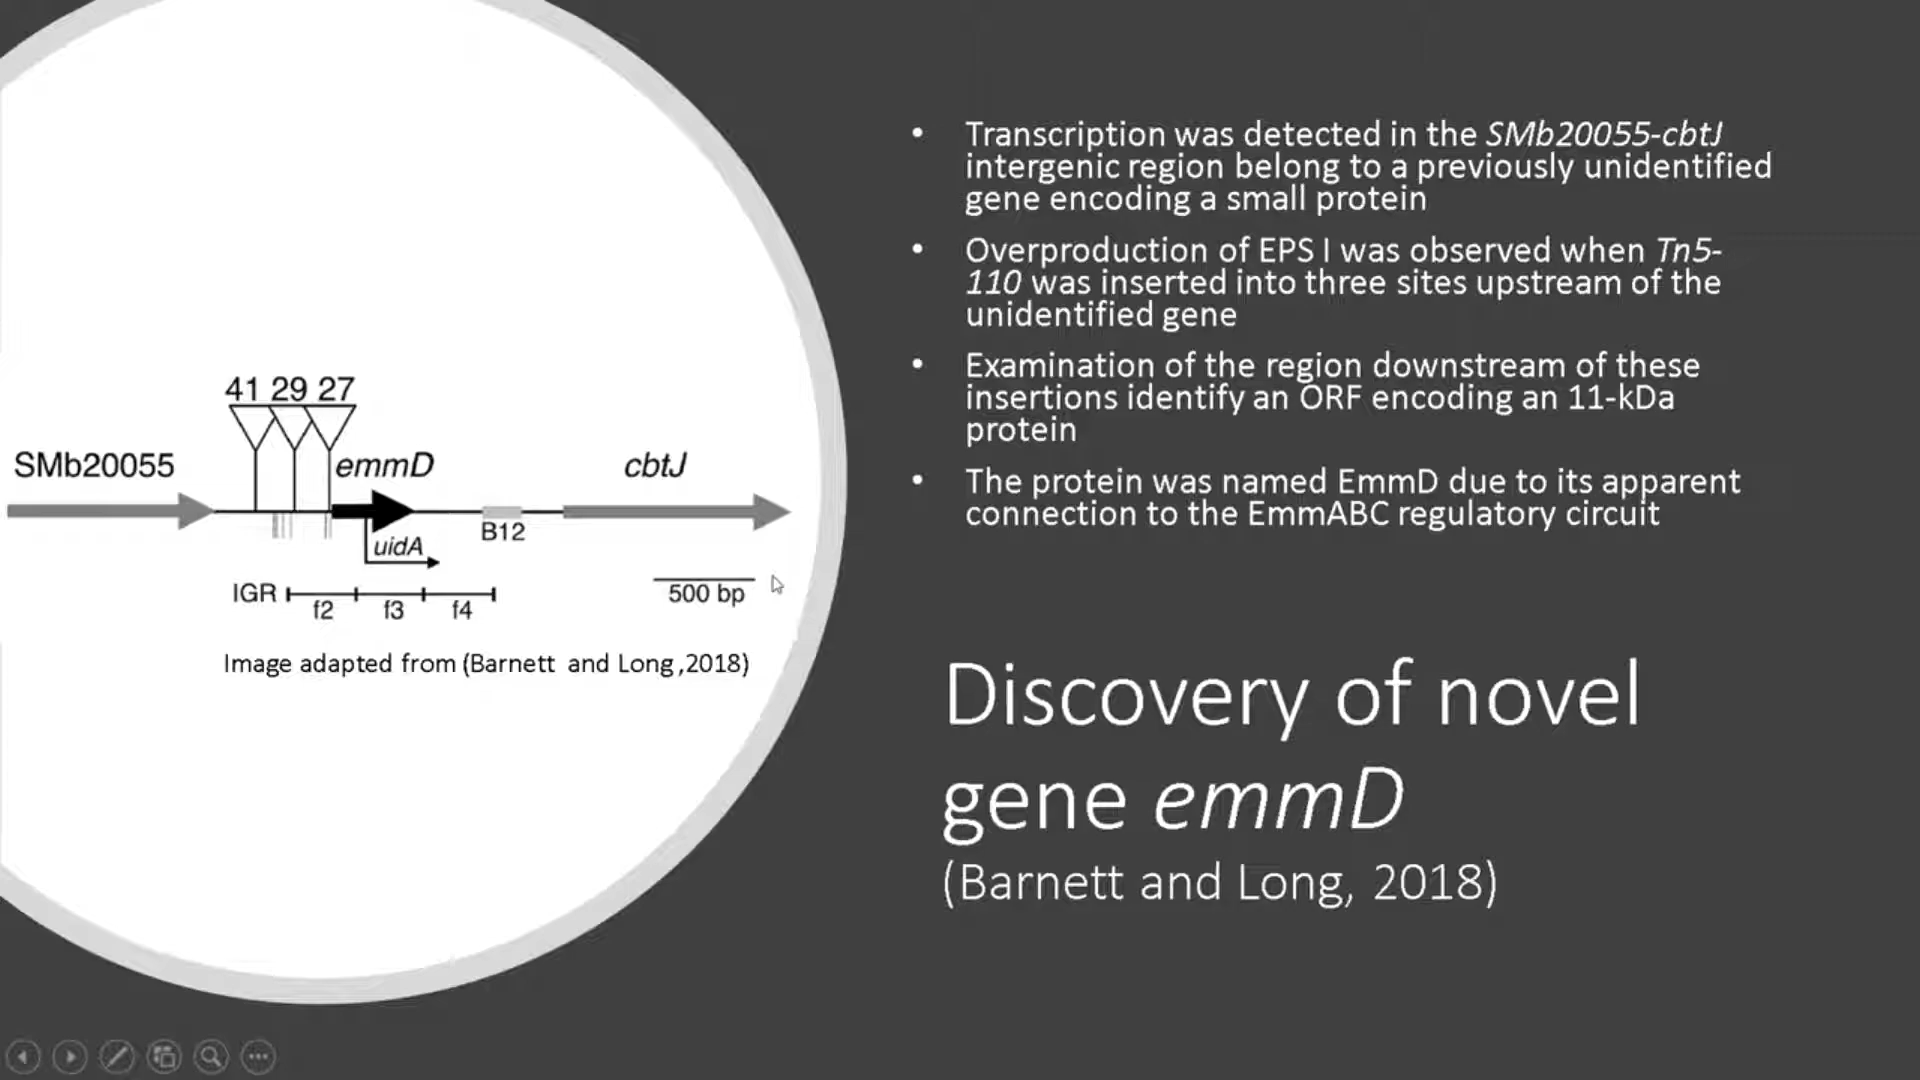 41 29 27
SMb20055
emmD
cbtJ
uidA
B12
IGR
f2
f3
f4
500 bp
Image adapted from (Barnett and Long,2018)
• Transcription was detected in the SMb20055-cbtJ
intergenic region belong to a previously unidentified
gene encoding a small protein
• Overproduction of EPS I was observed when Tn5-
110 was inserted into three sites upstream of the
unidentified gene
• Examination of the region downstream of these
insertions identify an ORF encoding an 11-kDa
protein
• The protein was named EmmD due to its apparent
connection to the EmmABC regulatory circuit
Discovery of novel
gene emmD
(Barnett and Long, 2018)